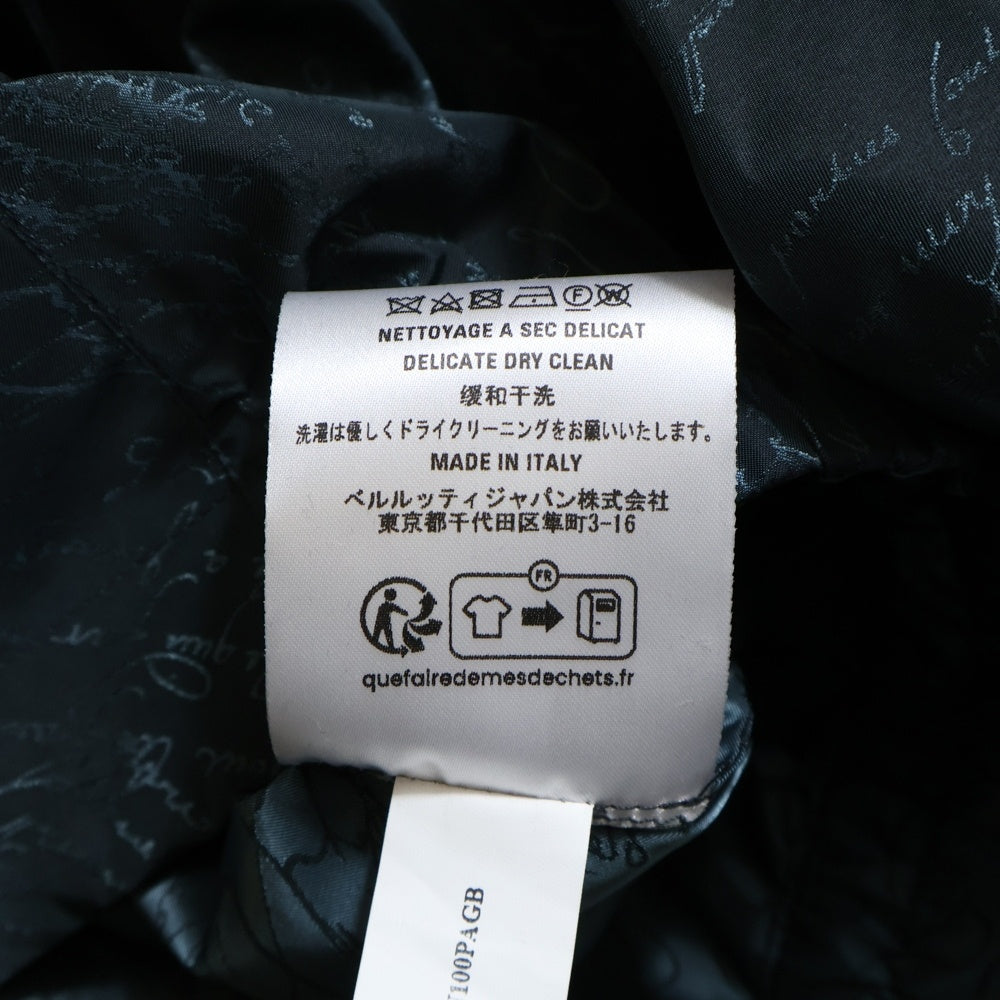 NETTOYAGE A SEC DELICAT
DELICATE DRY CLEAN
缓和干洗
洗濯は優しくドライクリーニングをお願いいたします。
MADE IN ITALY
ベルルッティジャパン株式会社
東京都千代田区隼町3-16
FR
quefairedemesdechets.fr
100PAGB